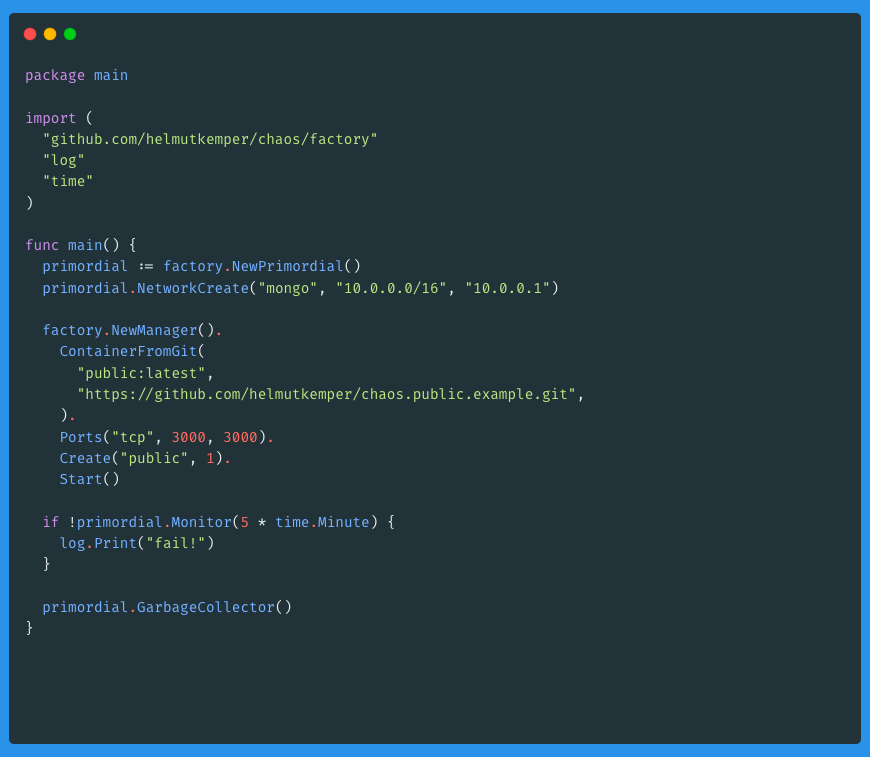 package main
import (
  "github.com/helmutkemper/chaos/factory"
  "log"
  "time"
)
func main() {
  primordial := factory.NewPrimordial()
  primordial.NetworkCreate("mongo", "10.0.0.0/16", "10.0.0.1")
  factory.NewManager().
    ContainerFromGit(
      "public:latest",
      "https://github.com/helmutkemper/chaos.public.example.git",
    ).
    Ports("tcp", 3000, 3000).
    Create("public", 1).
    Start()
  if !primordial.Monitor(5 * time.Minute) {
    log.Print("fail!")
  }
  primordial.GarbageCollector()
}